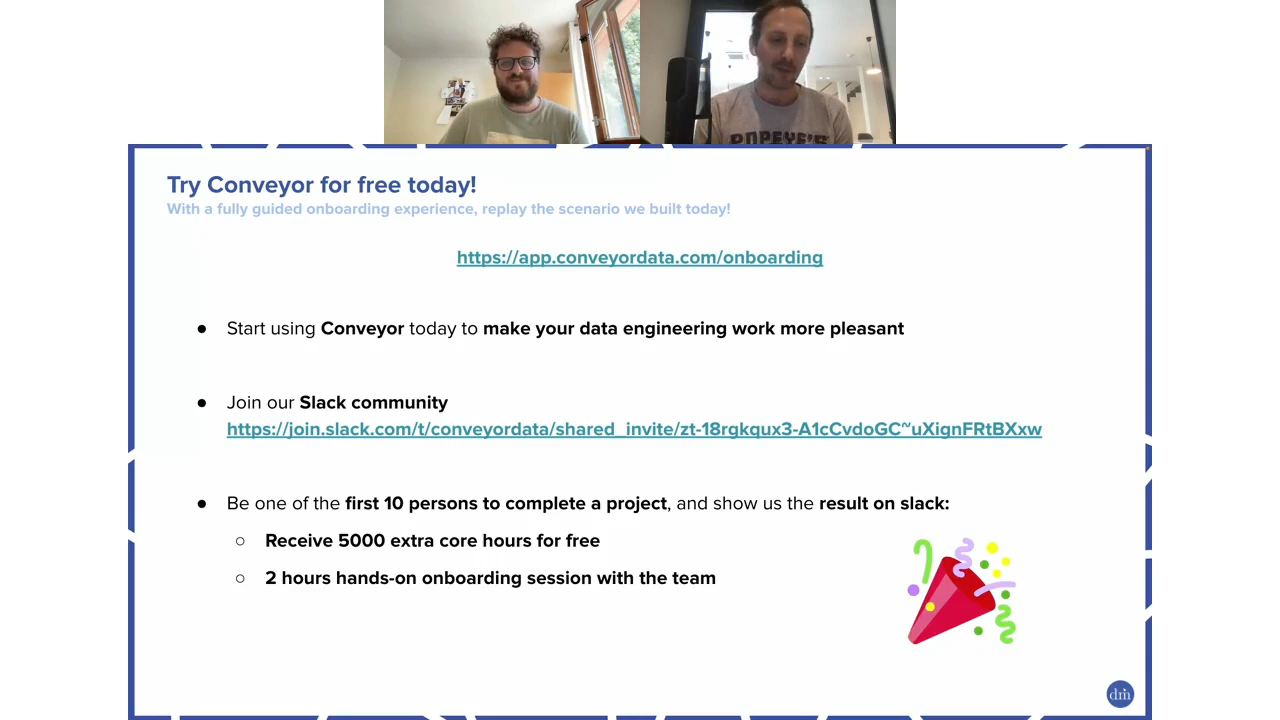 POPEYE'S
Try Conveyor for free today!
With a fully guided onboarding experience, replay the scenario we built today!
https://app.conveyordata.com/onboarding
● Start using Conveyor today to make your data engineering work more pleasant
● Join our Slack community
https://join.slack.com/t/conveyordata/shared_invite/zt-18rgkqux3-A1cCvdoGC~uXignFRtBXxw
● Be one of the first 10 persons to complete a project, and show us the result on slack:
○ Receive 5000 extra core hours for free
○ 2 hours hands-on onboarding session with the team
dm